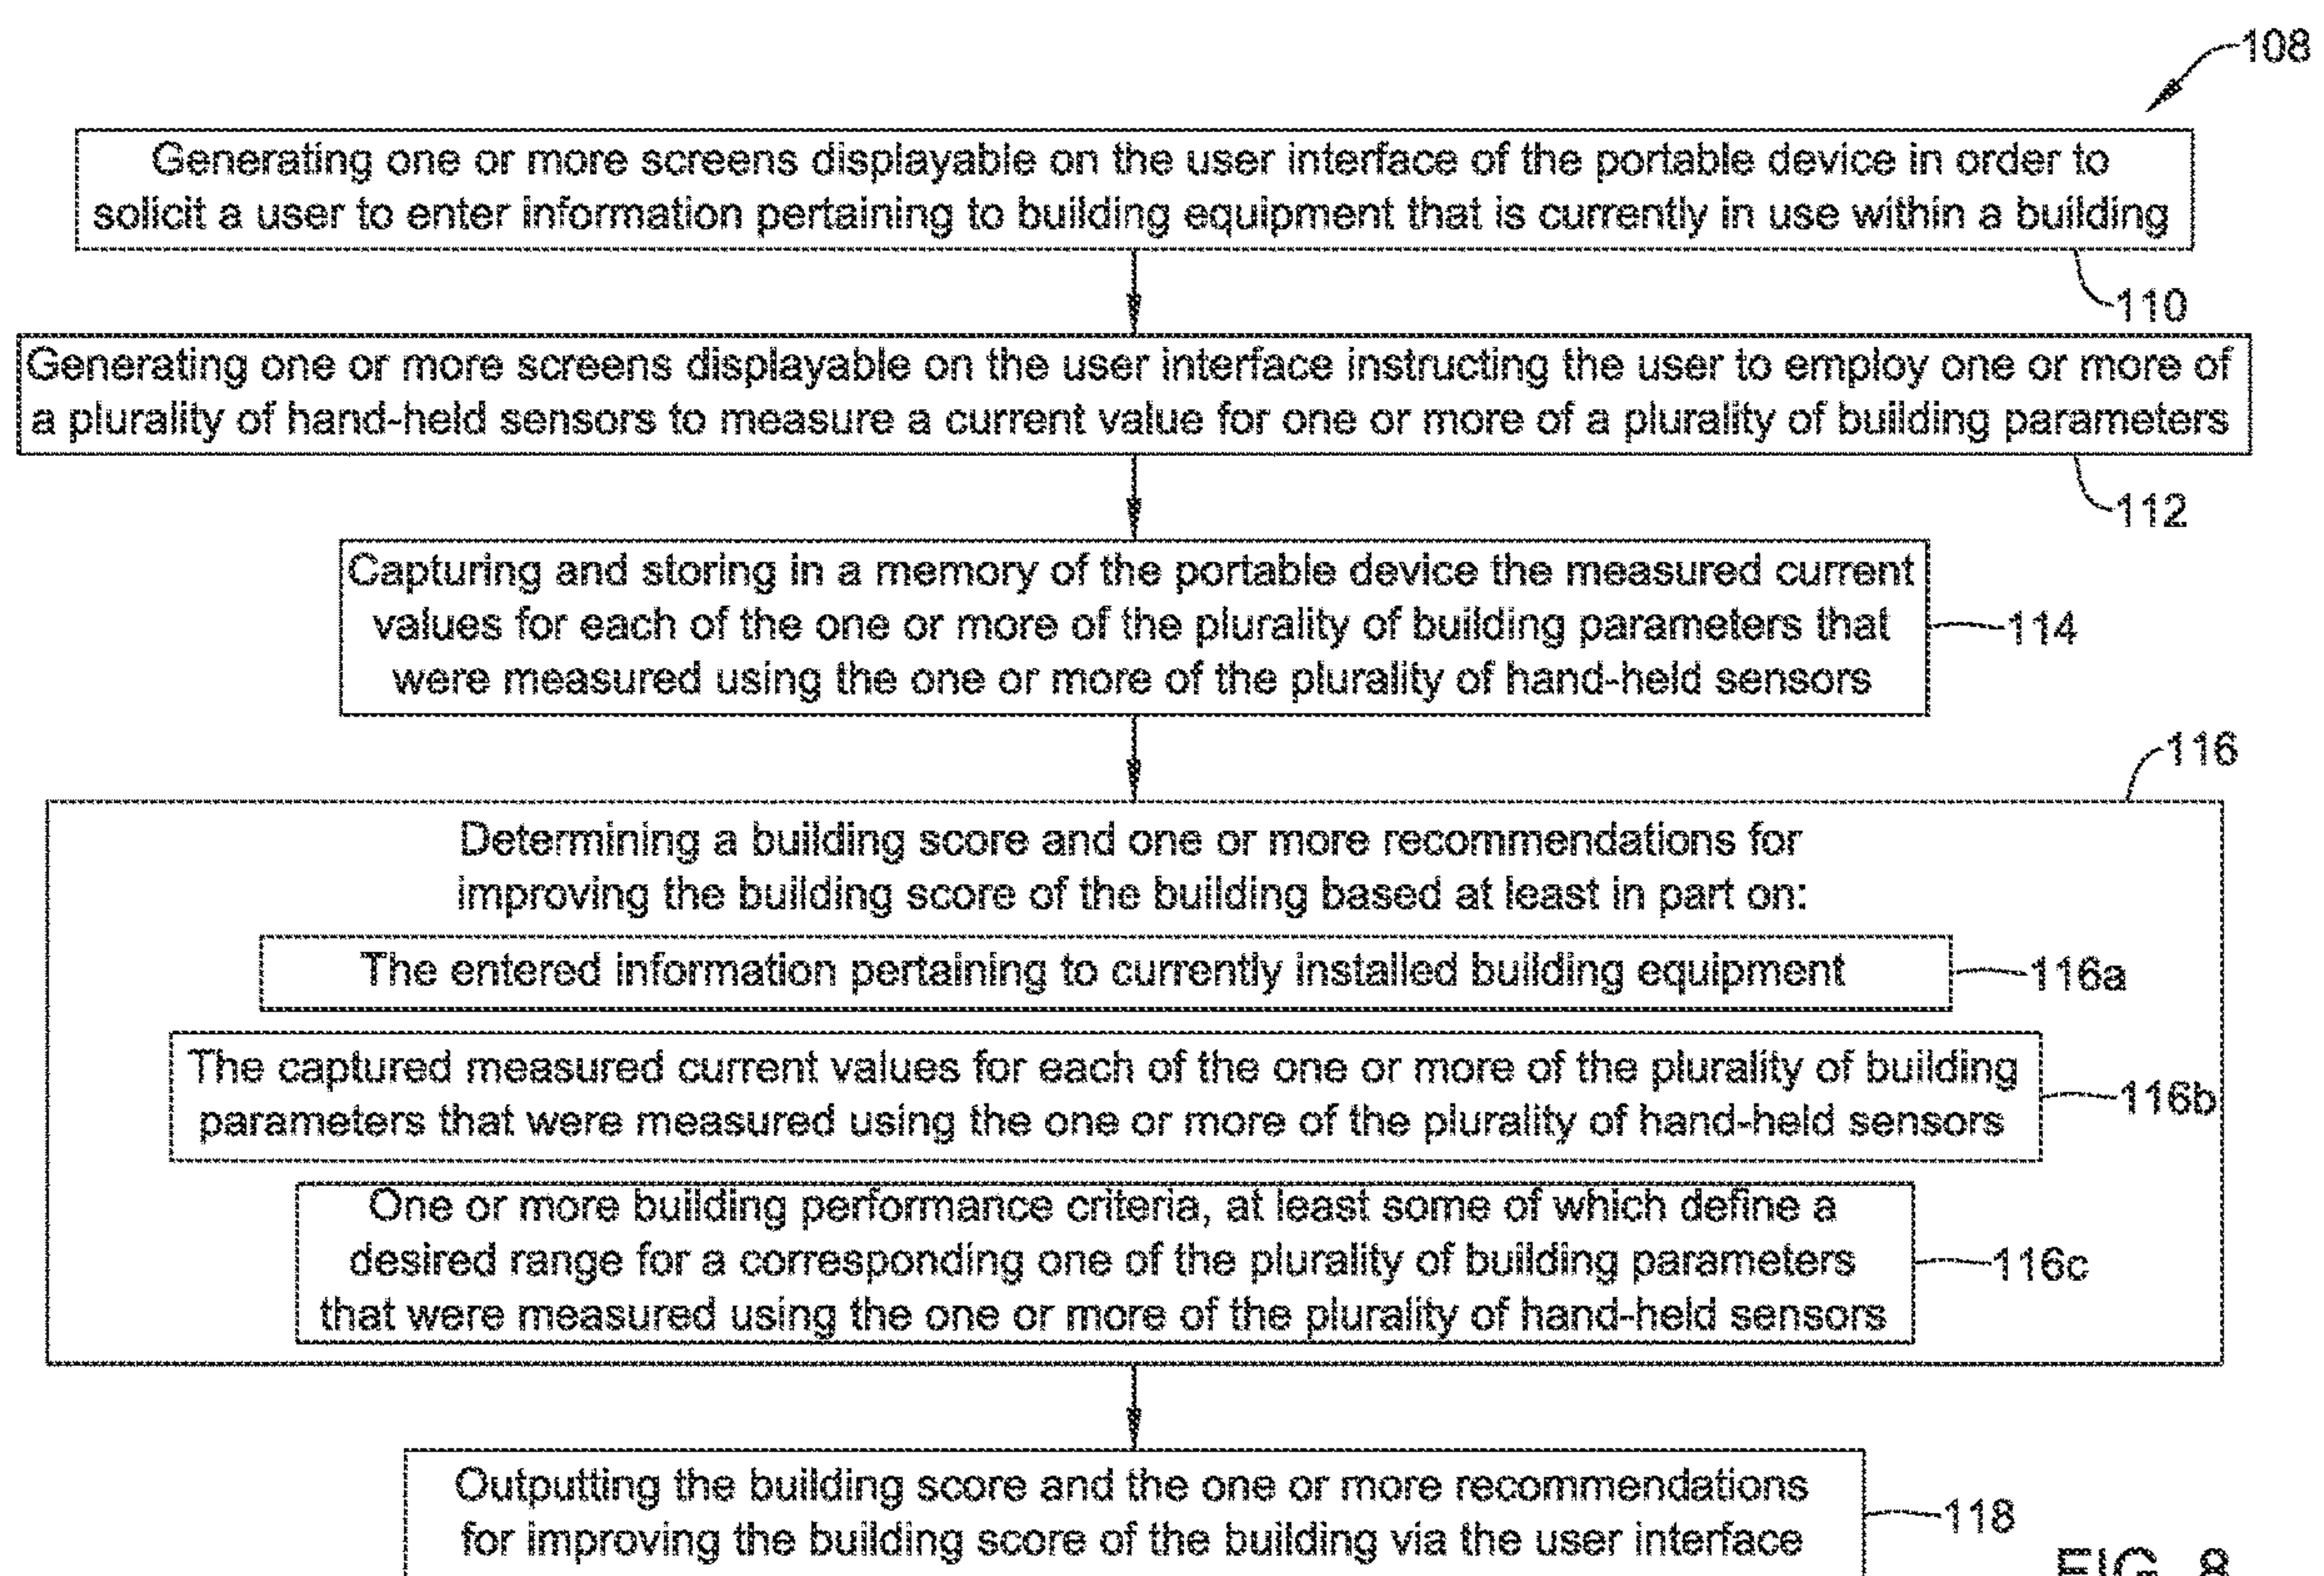 108
Generating one or more screens displayable on the user interface of the portable device in order to
solicit a user to enter information pertaining to building equipment that is currently in use within a building
110
Generating one or more screens displayable on the user interface instructing the user to employ one or more of
a plurality of hand-held sensors to measure a current value for one or more of a plurality of building parameters
112
Capturing and storing in a memory of the portable device the measured current
values for each of the one or more of the plurality of building parameters that
were measured using the one or more of the plurality of hand-held sensors
114
116
Determining a building score and one or more recommendations for
improving the building score of the building based at least in part on:
The entered information pertaining to currently installed building equipment
116a
The captured measured current values for each of the one or more of the plurality of building
parameters that were measured using the one or more of the plurality of hand-held sensors
116b
One or more building performance criteria, at least some of which define a
desired range for a corresponding one of the plurality of building parameters
that were measured using the one or more of the plurality of hand-held sensors
116c
Outputting the building score and the one or more recommendations
for improving the building score of the building via the user interface
118
FIG. 8